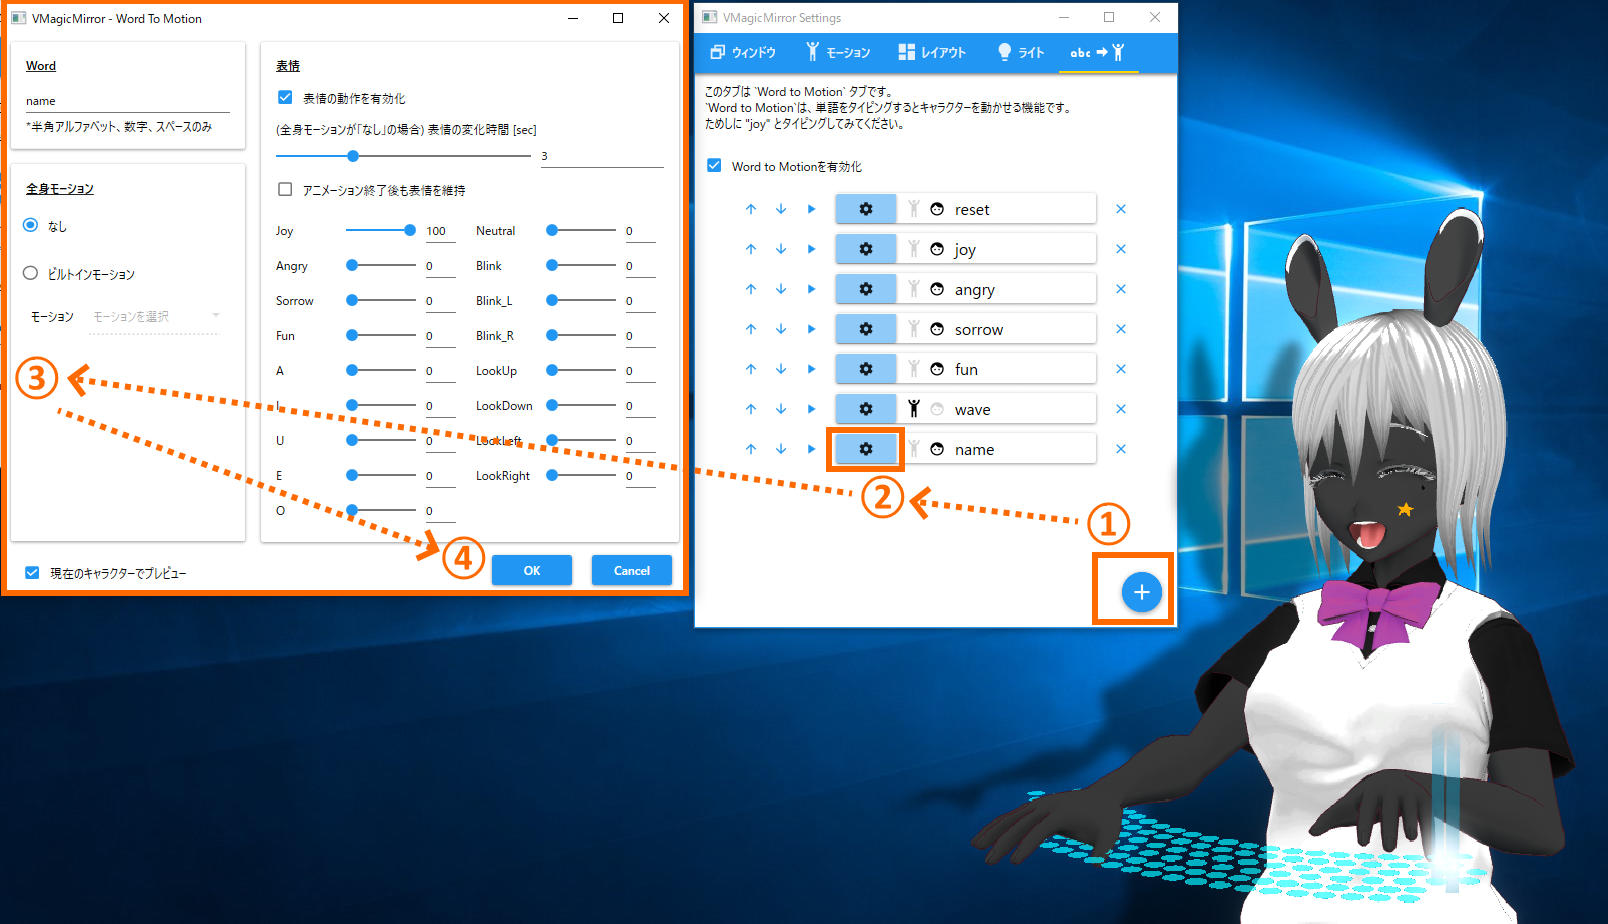 VMagicMirror - Word To Motion
Word
name
*半角アルファベット、数字、スペースのみ
全身モーション
なし
ビルトインモーション
モーション モーションを選択
③
表情
表情の動作を有効化
(全身モーションが「なし」の場合) 表情の変化時間 [sec]
3
アニメーション終了後も表情を維持
Joy 100 Neutral 0
Angry 0 Blink 0
Sorrow 0 Blink_L 0
Fun 0 Blink_R 0
A 0 LookUp 0
I 0 LookDown 0
U 0 LookLeft 0
E 0 LookRight 0
O 0
④
現在のキャラクターでプレビュー
OK Cancel
VMagicMirror Settings
ウィンドウ モーション レイアウト ライト abc
このタブは `Word to Motion` タブです。
`Word to Motion`は、単語をタイピングするとキャラクターを動かせる機能です。
ためしに "joy" とタイピングしてみてください。
Word to Motionを有効化
reset
joy
angry
sorrow
fun
wave
name
②
①